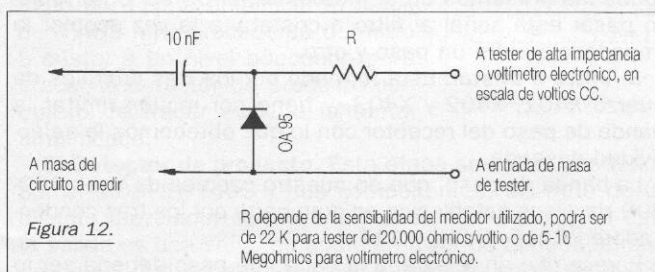 10 nF
R
A tester de alta impedancia
o voltímetro electrónico, en
escala de voltios CC.
OA 95
A masa del
circuito a medir
A entrada de masa
de tester.
Figura 12.
R depende de la sensibilidad del medidor utilizado, podrá ser
de 22 K para tester de 20.000 ohmios/voltio o de 5-10
Megohmios para voltímetro electrónico.